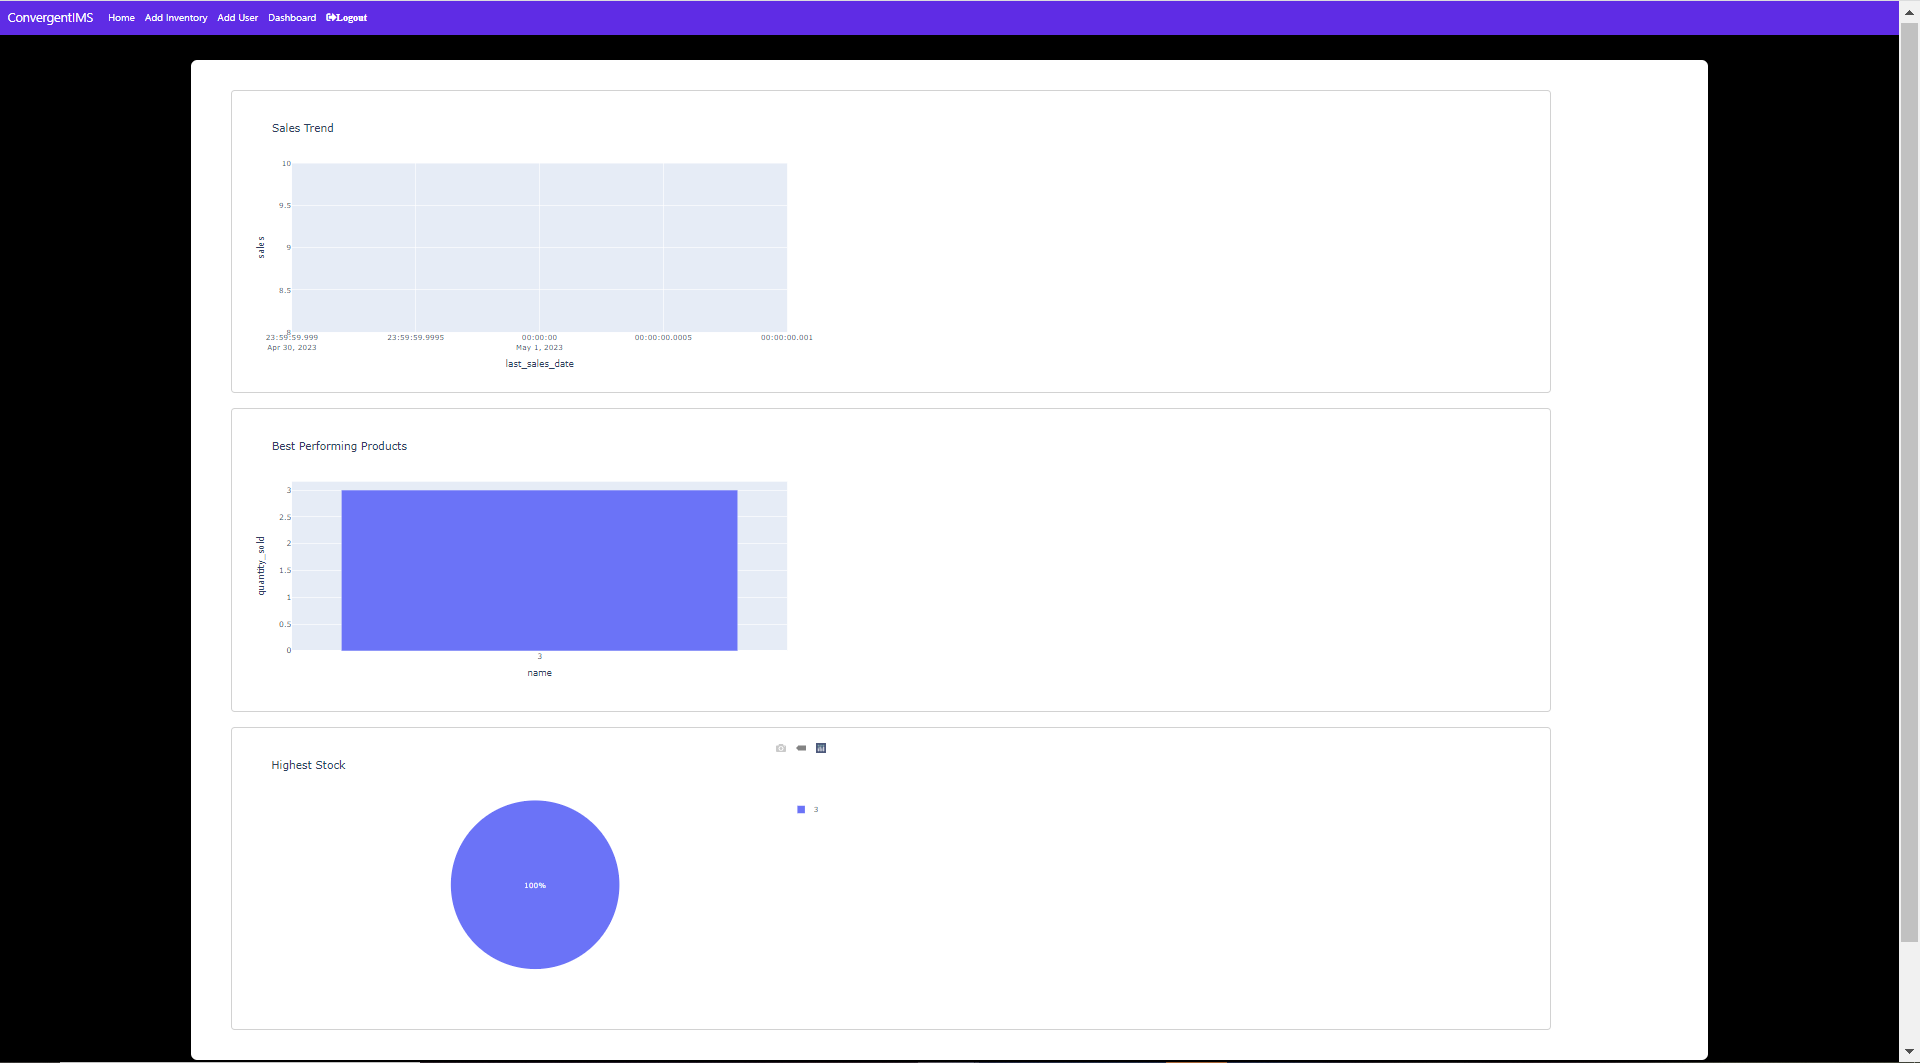 ConvergentIMS Home Add Inventory Add User Dashboard Logout
Sales Trend
10
9.5
9
8.5
8
sales
23:59:59.999 23:59:59.9995 00:00:00 00:00:00.0005 00:00:00.001
Apr 30, 2023 May 1, 2023
last_sales_date
Best Performing Products
3
2.5
2
1.5
1
0.5
0
quantity_sold
3
name
Highest Stock
3
100%